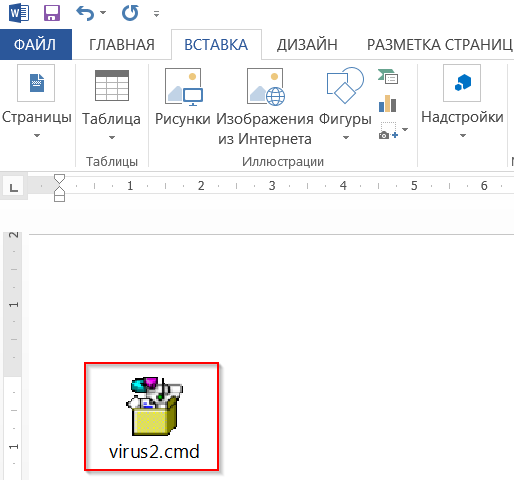 ФАЙЛ ГЛАВНАЯ ВСТАВКА ДИЗАЙН РАЗМЕТКА СТРАНИЦ
Страницы Таблица Рисунки Изображения из Интернета Фигуры Надстройки
Таблицы Иллюстрации
L 1 2 3 4 5 6
2
1
1
virus2.cmd